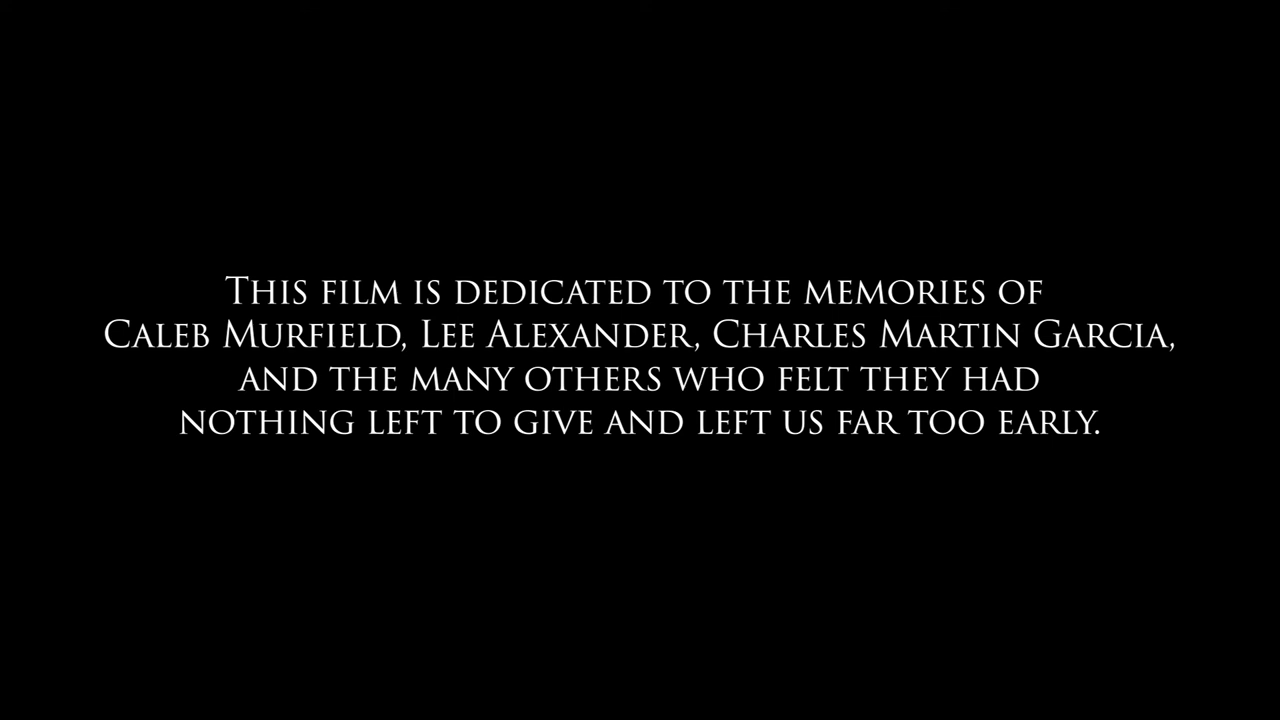 This film is dedicated to the memories of
Caleb Murfield, Lee Alexander, Charles Martin Garcia,
and the many others who felt they had
nothing left to give and left us far too early.